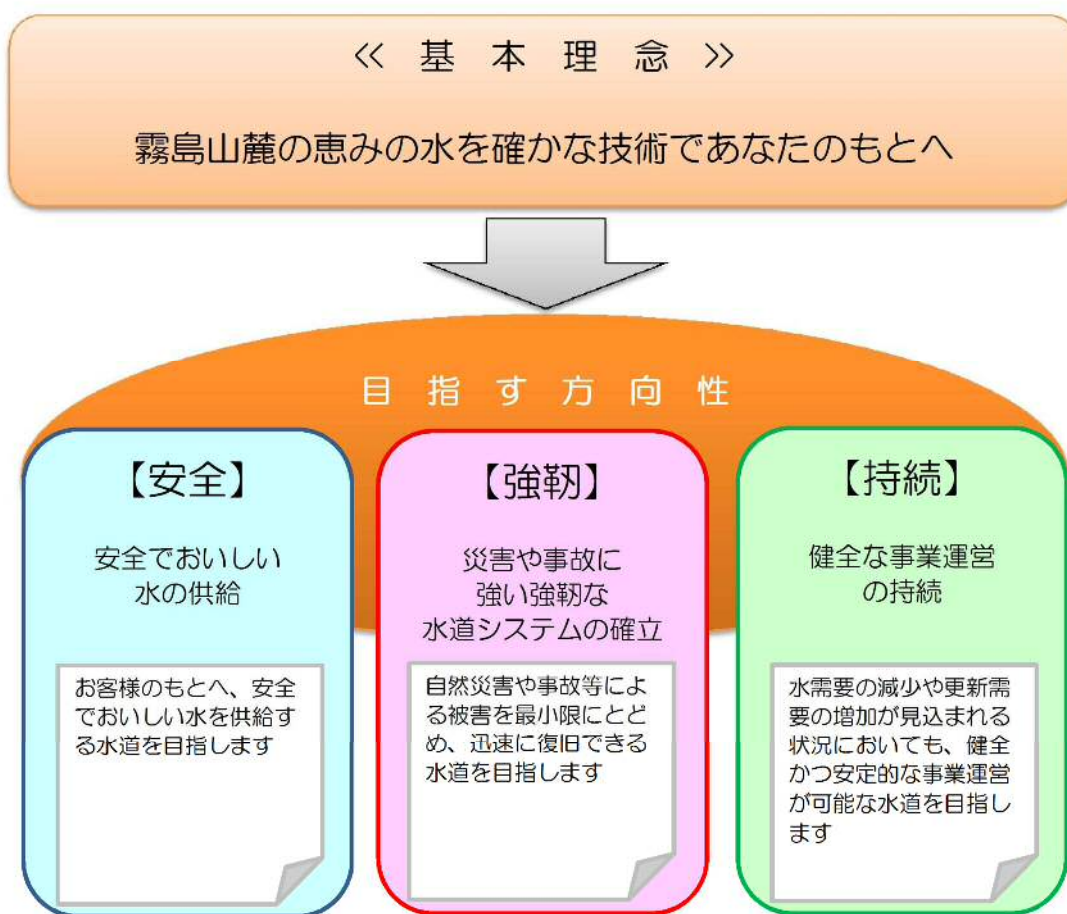 ≪ 基 本 理 念 ≫
霧島山麓の恵みの水を確かな技術であなたのもとへ
目 指 す 方 向 性
【安全】
安全でおいしい
水の供給
お客様のもとへ、安全
でおいしい水を供給す
る水道を目指します
【強靭】
災害や事故に
強い強靭な
水道システムの確立
自然災害や事故等によ
る被害を最小限にとど
め、迅速に復旧できる
水道を目指します
【持続】
健全な事業運営
の持続
水需要の減少や更新需
要の増加が見込まれる
状況においても、健全
かつ安定的な事業運営
が可能な水道を目指し
ます